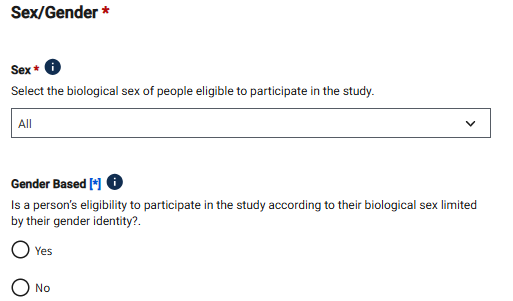 Sex/Gender *
Sex * i
Select the biological sex of people eligible to participate in the study.
All
Gender Based [*] i
Is a person's eligibility to participate in the study according to their biological sex limited
by their gender identity?.
Yes
No